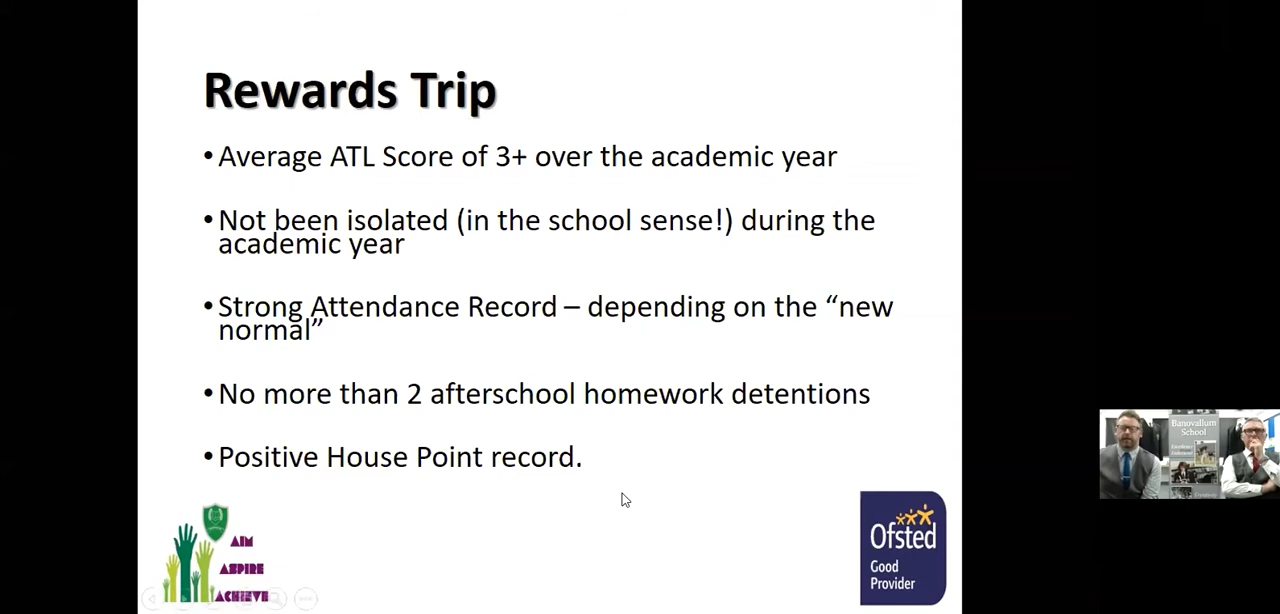 Rewards Trip
•Average ATL Score of 3+ over the academic year
•Not been isolated (in the school sense!) during the
academic year
•Strong Attendance Record – depending on the “new
normal”
•No more than 2 afterschool homework detentions
•Positive House Point record.
AIM
ASPIRE
ACHIEVE
Ofsted
Good
Provider
Banovallum
School